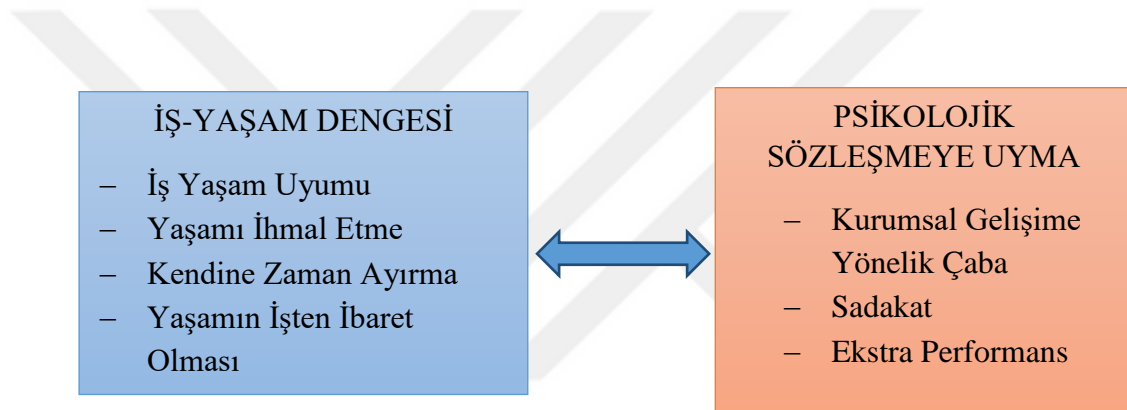 İŞ-YAŞAM DENGESİ
– İş Yaşam Uyumu
– Yaşamı İhmal Etme
– Kendine Zaman Ayırma
– Yaşamın İşten İbaret
Olması
PSİKOLOJİK
SÖZLEŞMEYE UYMA
– Kurumsal Gelişime
Yönelik Çaba
– Sadakat
– Ekstra Performans